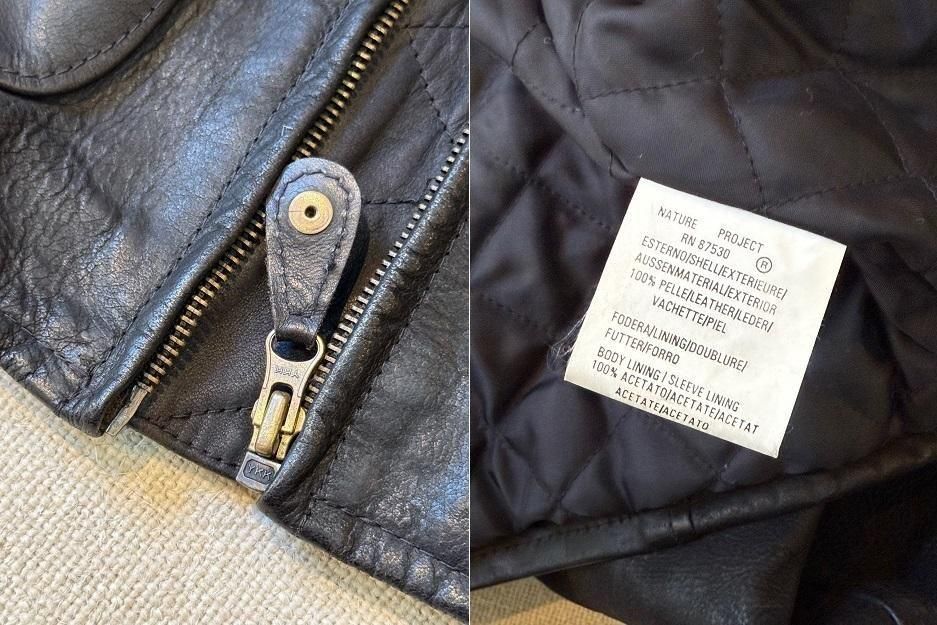 YKK
NATURE PROJECT
RN 87530 ®
ESTERNO/SHELL/EXTERIEURE/
AUSSENMATERIAL/EXTERIOR
100% PELLE/LEATHER/LEDER/
VACHETTE/PIEL
FODERA/LINING/DOUBLURE/
FUTTER/FORRO
BODY LINING / SLEEVE LINING
100% ACETATO/ACETATE/ACETAT
ACETATE/ACETATO